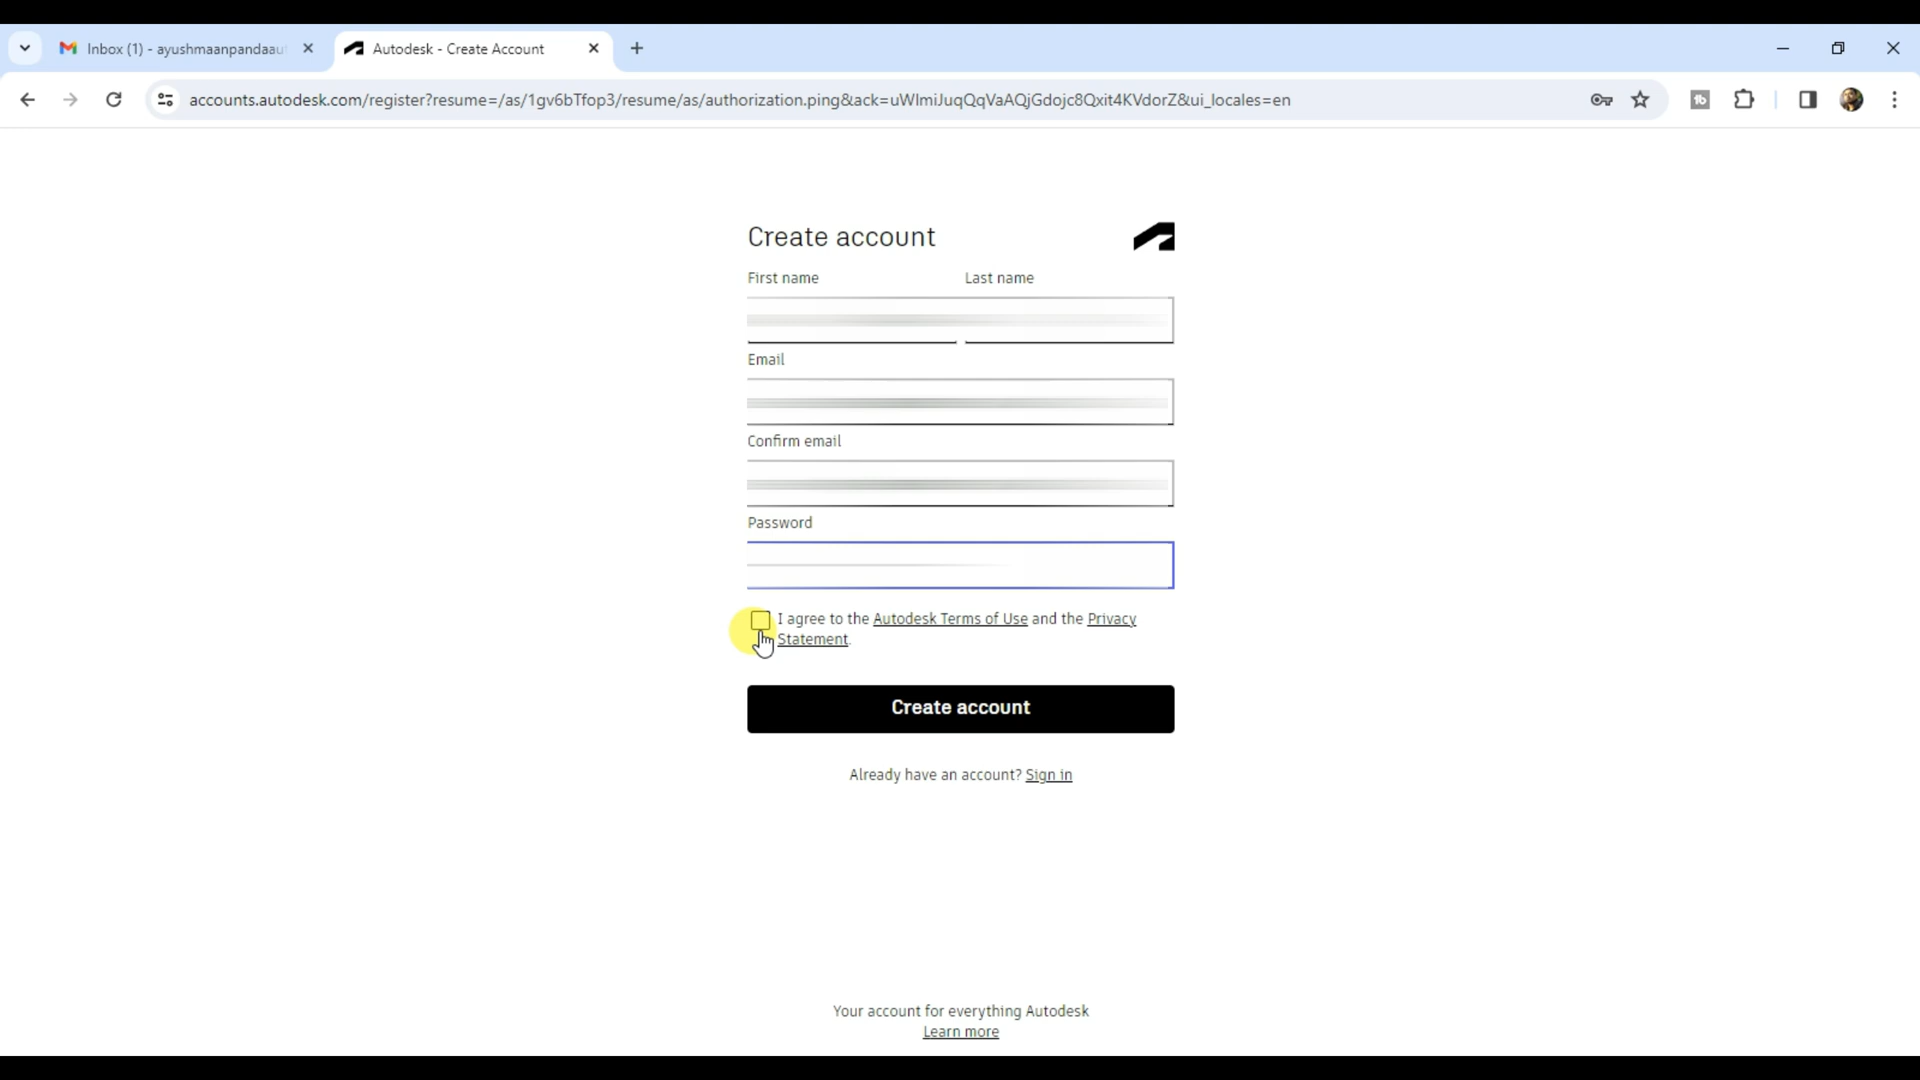 Inbox (1) - ayushmaanpandaaut
Autodesk - Create Account
accounts.autodesk.com/register?resume=/as/1gv6bTfop3/resume/as/authorization.ping&ack=uWlmiJuqQqVaAQjGdojc8Qxit4KVdorZ&ui_locales=en
Create account
First name Last name
Email
Confirm email
Password
I agree to the Autodesk Terms of Use and the Privacy
Statement.
Create account
Already have an account? Sign in
Your account for everything Autodesk
Learn more